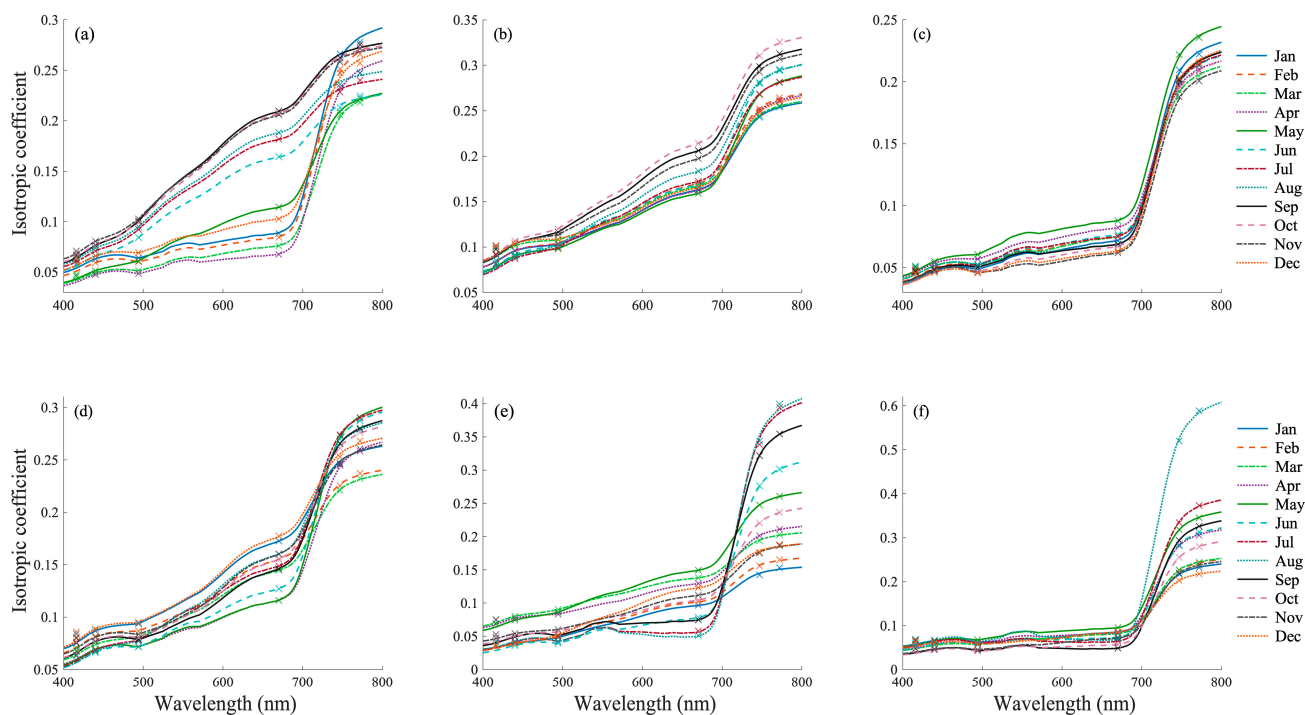 (a)
0.3
0.25
0.2
0.15
0.1
0.05
400
500
600
700
800
Isotropic coefficient
(b)
0.35
0.3
0.25
0.2
0.15
0.1
0.05
400
500
600
700
800
(c)
0.25
0.2
0.15
0.1
0.05
400
500
600
700
800
Jan
Feb
Mar
Apr
May
Jun
Jul
Aug
Sep
Oct
Nov
Dec
(d)
0.3
0.25
0.2
0.15
0.1
0.05
400
500
600
700
800
Isotropic coefficient
Wavelength (nm)
(e)
0.4
0.35
0.3
0.25
0.2
0.15
0.1
0.05
0
400
500
600
700
800
Wavelength (nm)
(f)
0.6
0.5
0.4
0.3
0.2
0.1
0
400
500
600
700
800
Wavelength (nm)
Jan
Feb
Mar
Apr
May
Jun
Jul
Aug
Sep
Oct
Nov
Dec